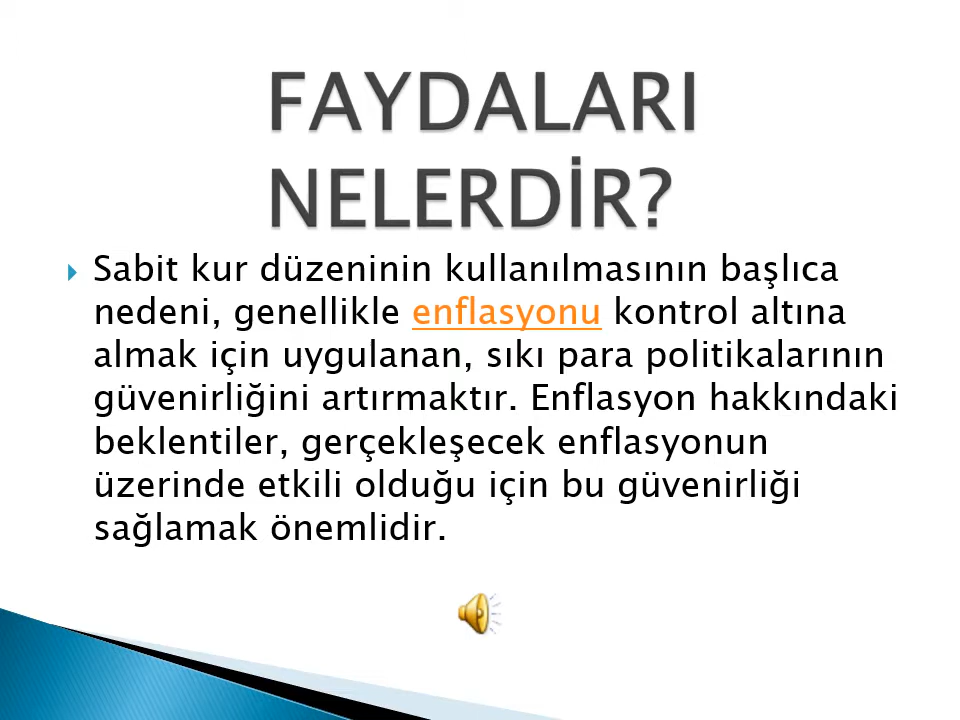 FAYDALARI
NELERDİR?
Sabit kur düzeninin kullanılmasının başlıca
nedeni, genellikle enflasyonu kontrol altına
almak için uygulanan, sıkı para politikalarının
güvenirliğini artırmaktır. Enflasyon hakkındaki
beklentiler, gerçekleşecek enflasyonun
üzerinde etkili olduğu için bu güvenirliği
sağlamak önemlidir.